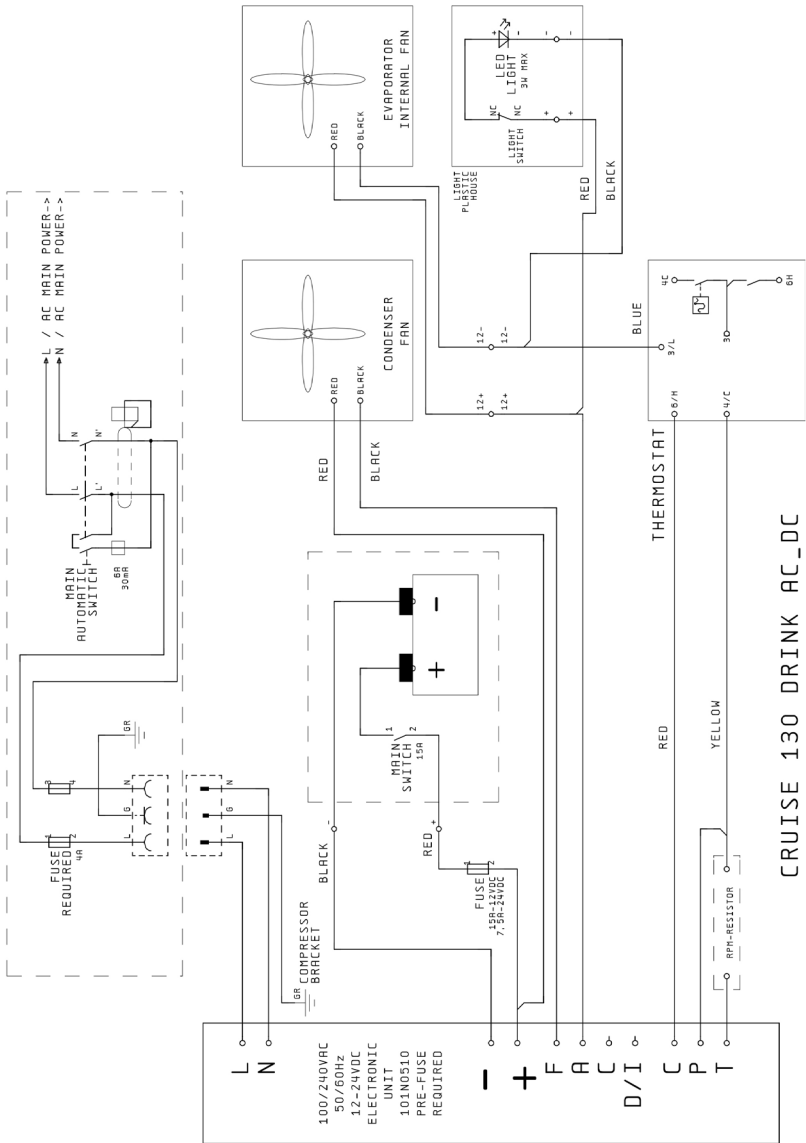 L / AC MAIN POWER->
N / AC MAIN POWER->
N
N'
L
L'
6A
30mA
MAIN
AUTOMATIC
SWITCH
GR
3
4
1
2
FUSE
REQUIRED
4A
N
G
L
N
G
L
EVAPORATOR
INTERNAL FAN
RED
BLACK
CONDENSER
FAN
RED
BLACK
RED
BLACK
LED
LIGHT
3W MAX
+
-
-
-
NC
NC
+
+
LIGHT
SWITCH
LIGHT
PLASTIC
HOUSE
RED
BLACK
12-
12-
12+
12+
BLUE
4C
6H
3
3/L
6/H
4/C
THERMOSTAT
-
+
1
2
MAIN
SWITCH
15A
-
+
BLACK
RED
1
2
FUSE
15A-12VDC
7,5A-24VDC
RED
YELLOW
RPM-RESISTOR
GR
COMPRESSOR
BRACKET
L
N
100/240VAC
50/60Hz
12-24VDC
ELECTRONIC
UNIT
101N0510
PRE-FUSE
REQUIRED
-
+
F
A
C
D/I
C
P
T
CRUISE 130 DRINK AC_DC